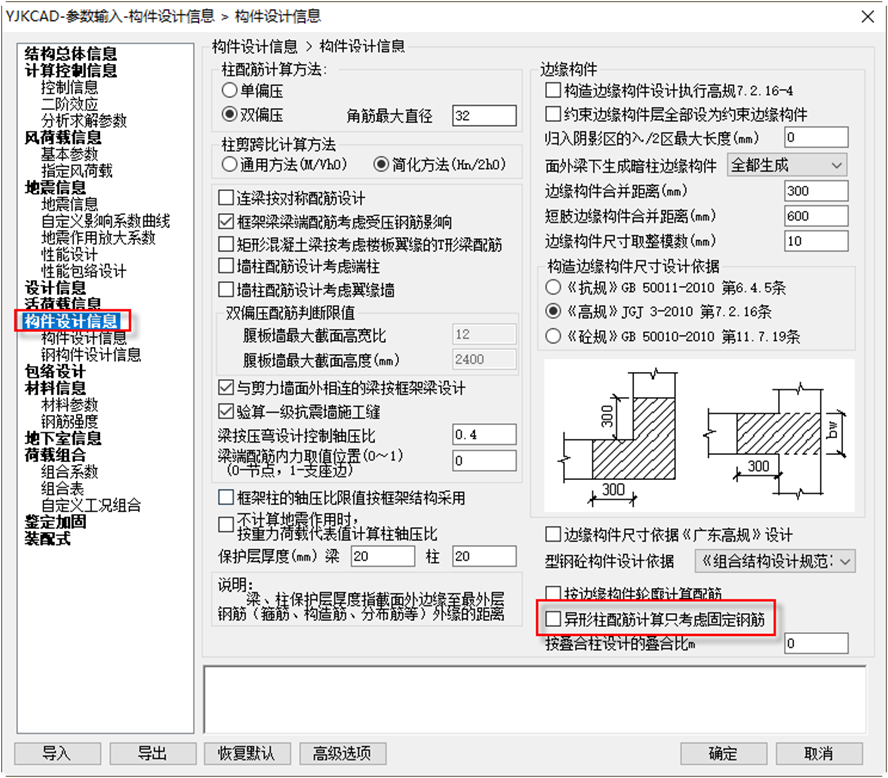 YJKCAD-参数输入-构件设计信息 > 构件设计信息
结构总体信息
计算控制信息
控制信息
二阶效应
分析求解参数
风荷载信息
基本参数
指定风荷载
地震信息
地震信息
自定义影响系数曲线
地震作用放大系数
性能设计
性能包络设计
设计信息
活荷载信息
构件设计信息
构件设计信息
钢构件设计信息
包络设计
材料信息
材料参数
钢筋强度
地下室信息
荷载组合
组合系数
组合表
自定义工况组合
鉴定加固
装配式
构件设计信息 > 构件设计信息
柱配筋计算方法:
单偏压
双偏压 角筋最大直径 32
柱剪跨比计算方法
通用方法(M/Vh0) 简化方法(Hn/2h0)
连梁按对称配筋设计
框架梁梁端配筋考虑受压钢筋影响
矩形混凝土梁按考虑楼板翼缘的T形梁配筋
墙柱配筋设计考虑端柱
墙柱配筋设计考虑翼缘墙
双偏压配筋判断限值
腹板墙最大截面高宽比 12
腹板墙最大截面高度(mm) 2400
与剪力墙面外相连的梁按框架梁设计
验算一级抗震墙施工缝
梁按压弯设计控制轴压比 0.4
梁端配筋内力取值位置(0～1) 0
(0-节点, 1-支座边)
框架柱的轴压比限值按框架结构采用
不计算地震作用时,
按重力荷载代表值计算柱轴压比
保护层厚度(mm) 梁 20 柱 20
说明:
梁、柱保护层厚度指截面外边缘至最外层
钢筋（箍筋、构造筋、分布筋等）外缘的距离
边缘构件
构造边缘构件设计执行高规7.2.16-4
约束边缘构件层全部设为约束边缘构件
归入阴影区的λ/2区最大长度(mm) 0
面外梁下生成暗柱边缘构件 全部生成
边缘构件合并距离(mm) 300
短肢边缘构件合并距离(mm) 600
边缘构件尺寸取整模数(mm) 10
构造边缘构件尺寸设计依据
《抗规》GB 50011-2010 第6.4.5条
《高规》JGJ 3-2010 第7.2.16条
《砼规》GB 50010-2010 第11.7.19条
300
300
300
bw
边缘构件尺寸依据《广东高规》设计
型钢砼构件设计依据 《组合结构设计规范:
按边缘构件轮廓计算配筋
异形柱配筋计算只考虑固定钢筋
按叠合柱设计的叠合比m 0
导入 导出 恢复默认 高级选项 确定 取消